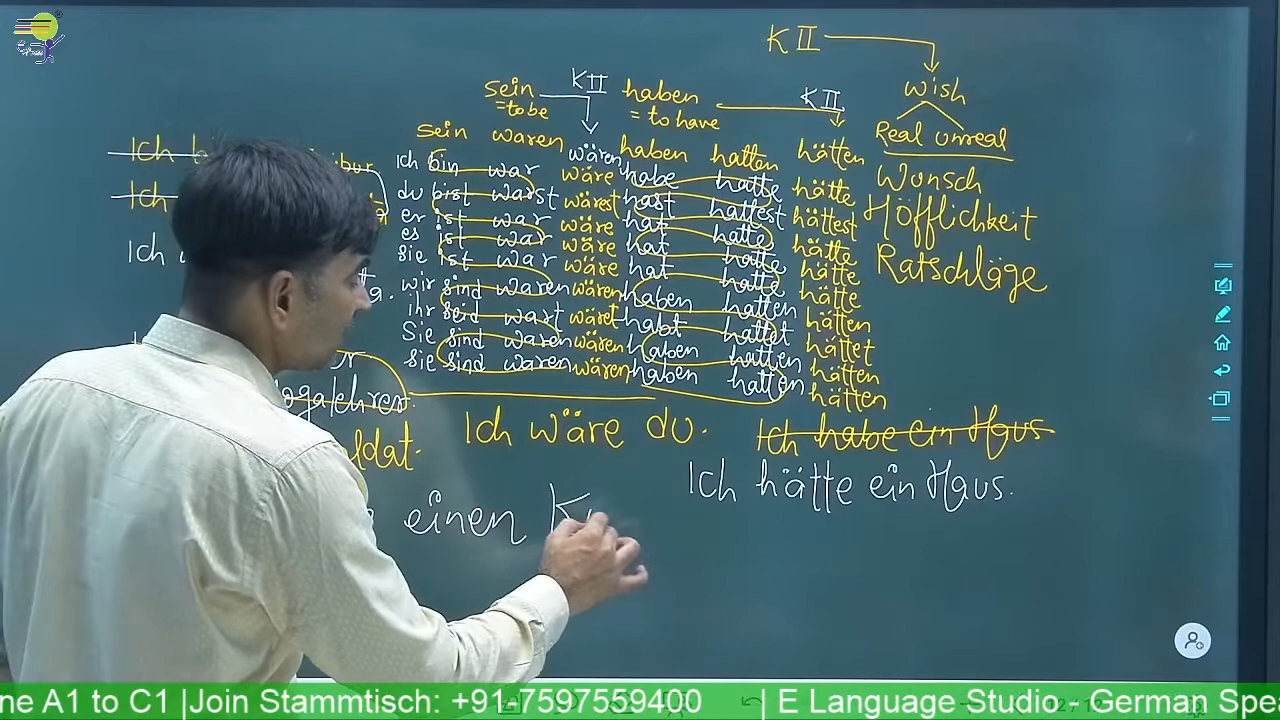 K II
wish
Real unreal
Wunsch
Höfflichkeit
Ratschläge
sein K II haben K II
=to be = to have
sein waren wären haben hatten hätten
Ich bin war wäre habe hatte hätte
du bist warst wärest hast hattest hättest
er ist war wäre hat hatte hätte
es ist war wäre hat hatte hätte
sie ist war wäre hat hatte hätte
wir sind waren wären haben hatten hätten
ihr seid wart wäret habt hattet hättet
Sie sind waren wären haben hatten hätten
sie sind waren wären haben hatten hätten
Ich
Ich
Ich
Ich wäre du. Ich habe ein Haus
Ich hätte ein Haus.
einen
ne A1 to C1 |Join Stammtisch: +91-7597559400 | E Language Studio - German Spe